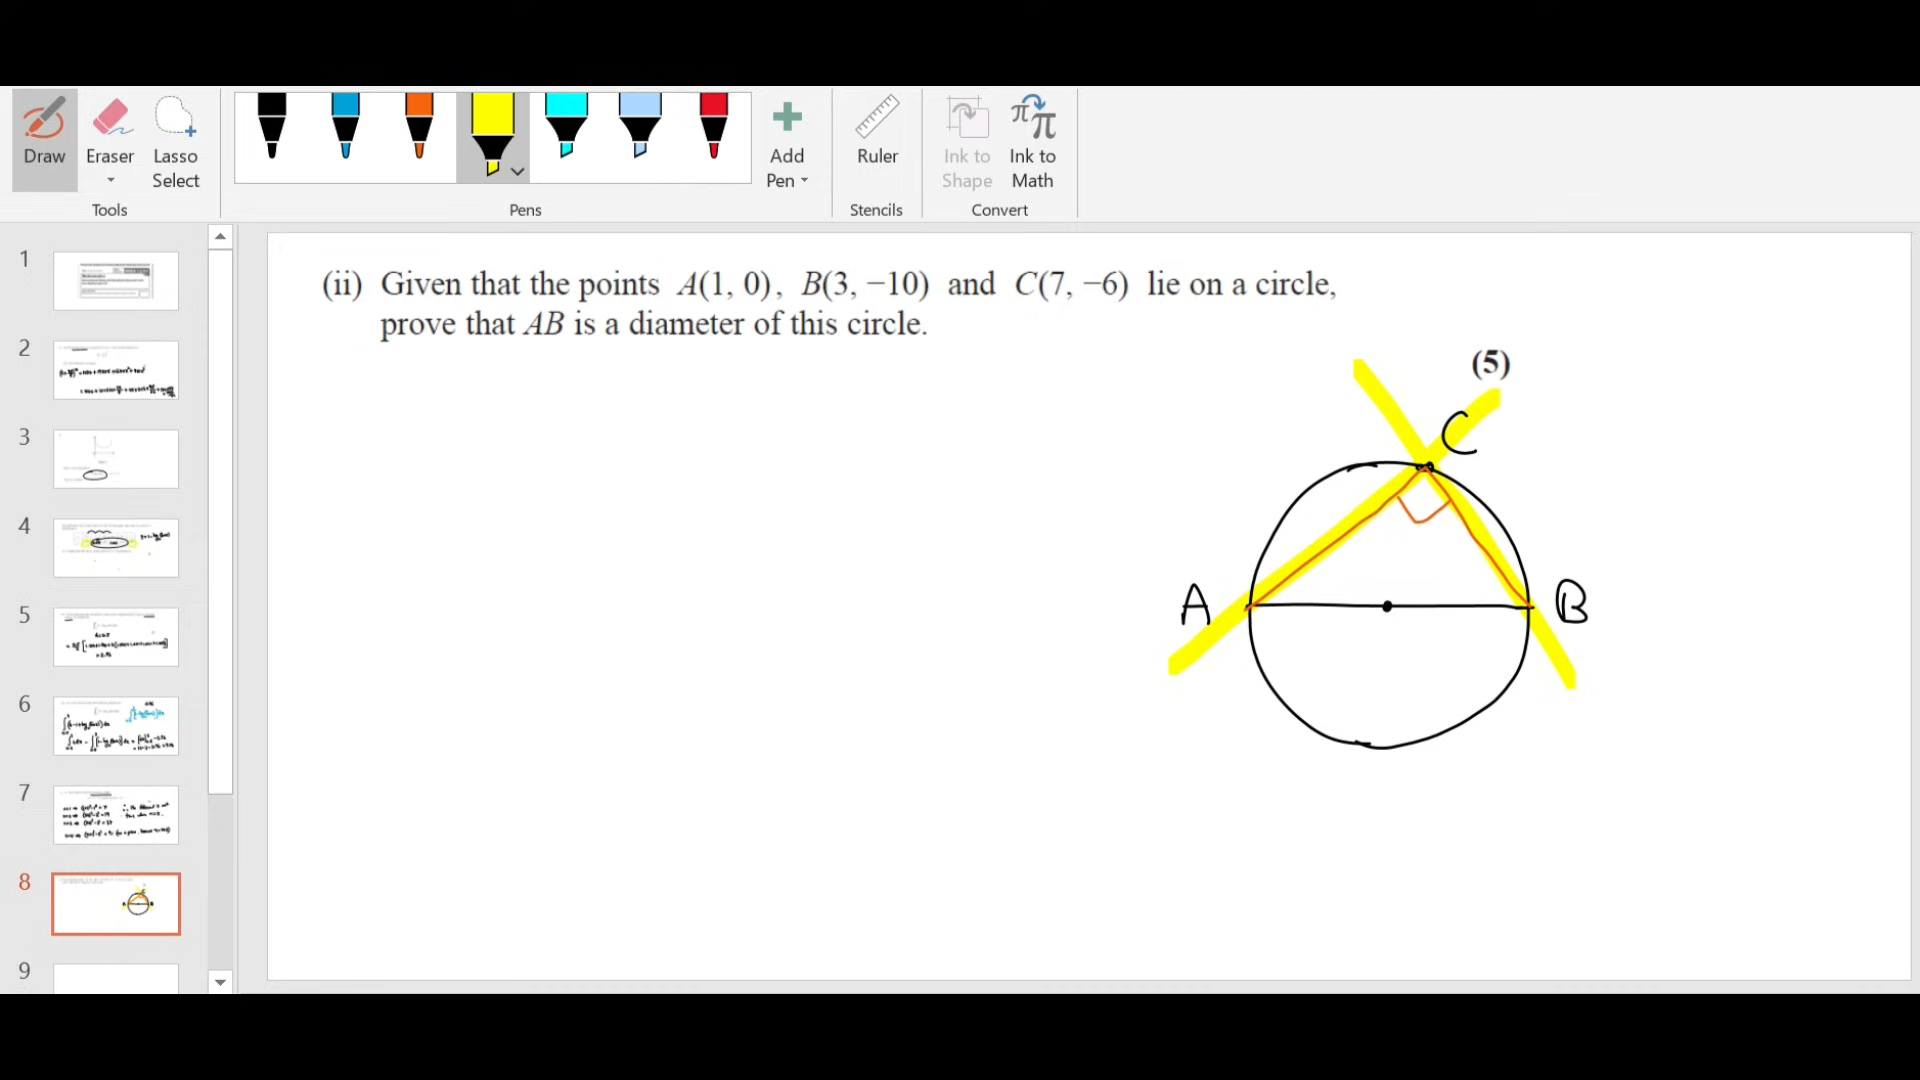 Draw
Eraser
Lasso
Select
Add
Pen
Ruler
Ink to
Shape
Ink to
Math
Tools
Pens
Stencils
Convert
1
2
3
4
5
6
7
8
9
(ii) Given that the points A(1, 0), B(3, −10) and C(7, −6) lie on a circle,
prove that AB is a diameter of this circle.
(5)
C
A
B